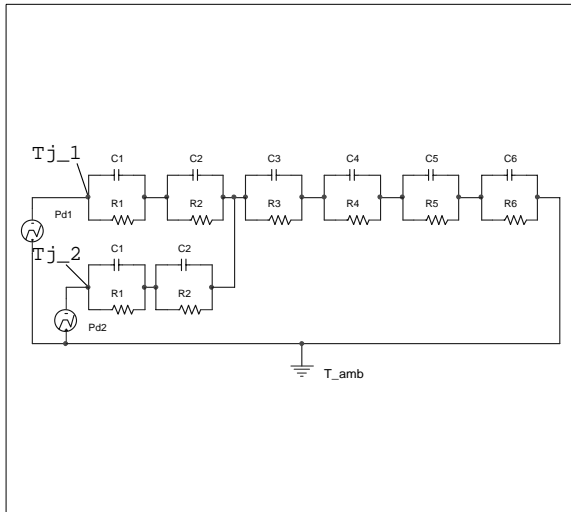 Tj_1
C1 C2 C3 C4 C5 C6
R1 R2 R3 R4 R5 R6
Pd1
Tj_2
C1 C2
R1 R2
Pd2
T_amb